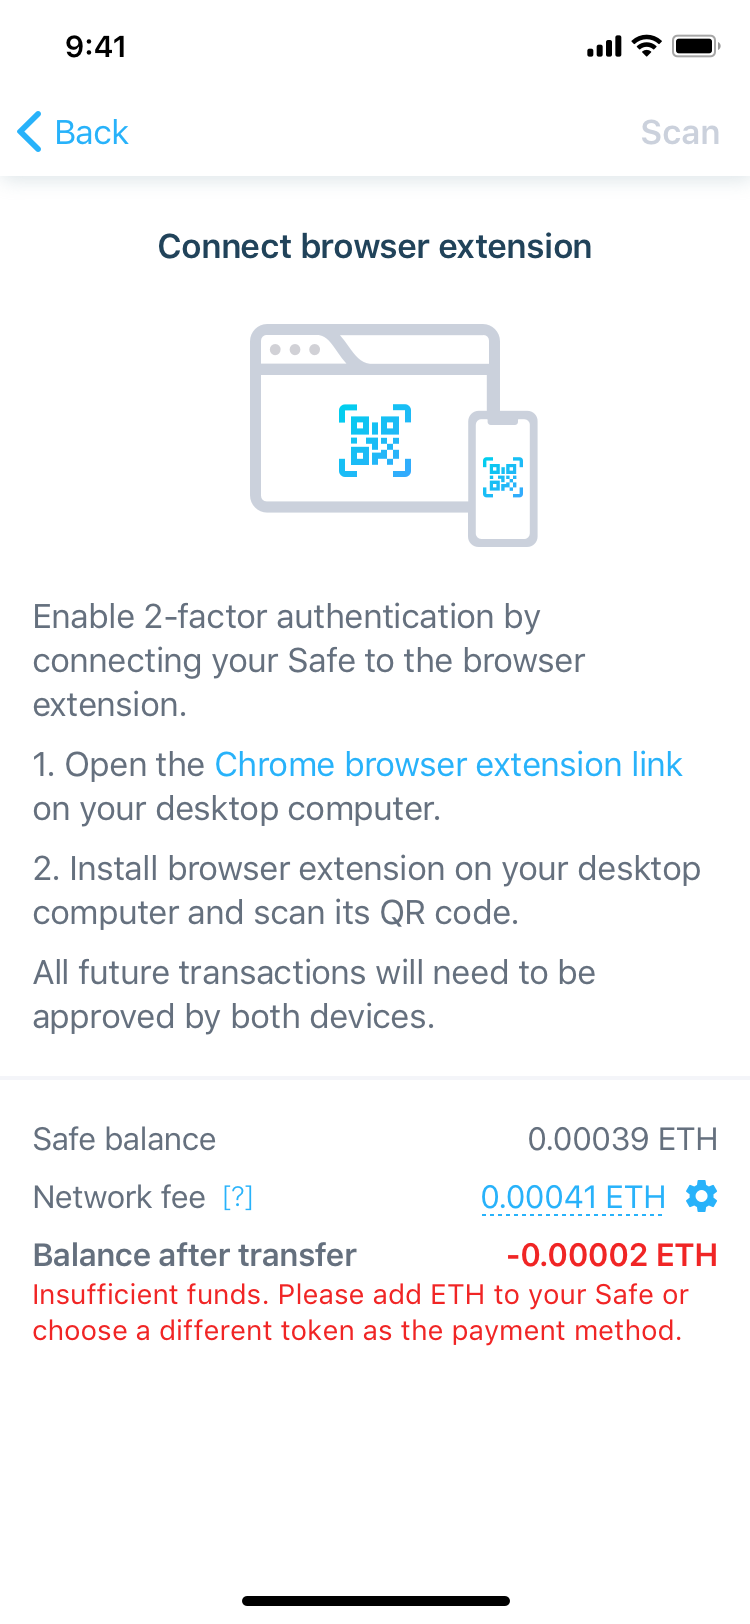 9:41
Back
Scan
Connect browser extension
Enable 2-factor authentication by
connecting your Safe to the browser
extension.
1. Open the Chrome browser extension link
on your desktop computer.
2. Install browser extension on your desktop
computer and scan its QR code.
All future transactions will need to be
approved by both devices.
Safe balance 0.00039 ETH
Network fee [?] 0.00041 ETH
Balance after transfer -0.00002 ETH
Insufficient funds. Please add ETH to your Safe or
choose a different token as the payment method.